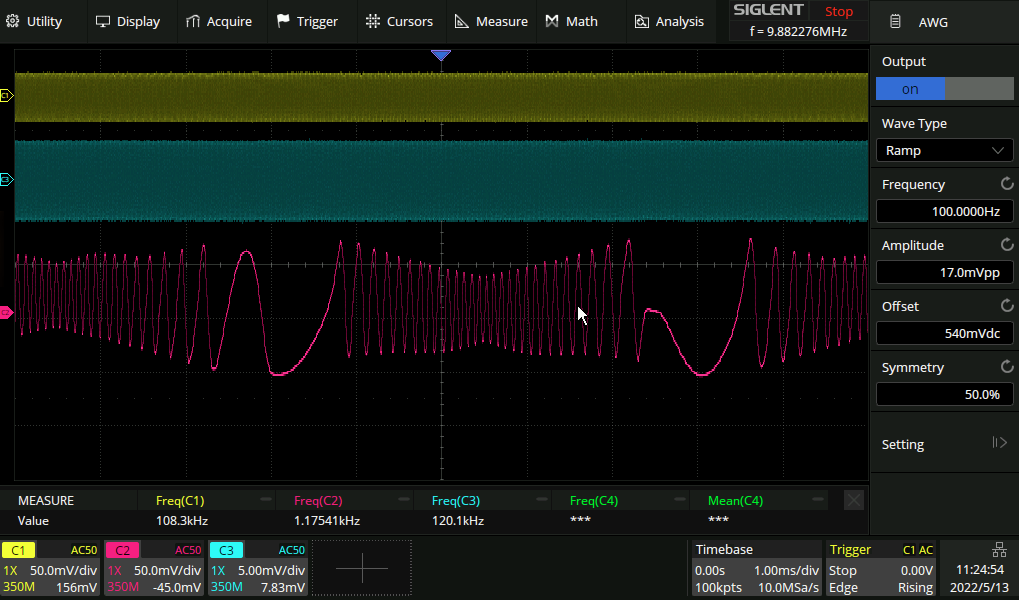 Utility Display Acquire Trigger Cursors Measure Math Analysis SIGLENT Stop AWG
f = 9.882276MHz
Output
on
Wave Type
Ramp
Frequency
100.0000Hz
Amplitude
17.0mVpp
Offset
540mVdc
Symmetry
50.0%
Setting
C1
C3
C2
MEASURE Freq(C1) Freq(C2) Freq(C3) Freq(C4) Mean(C4)
Value 108.3kHz 1.17541kHz 120.1kHz *** ***
C1 AC50 C2 AC50 C3 AC50 Timebase Trigger C1 AC
1X 50.0mV/div 1X 50.0mV/div 1X 5.00mV/div 0.00s 1.00ms/div Stop 0.00V 11:24:54
350M 156mV 350M -45.0mV 350M 7.83mV 100kpts 10.0MSa/s Edge Rising 2022/5/13